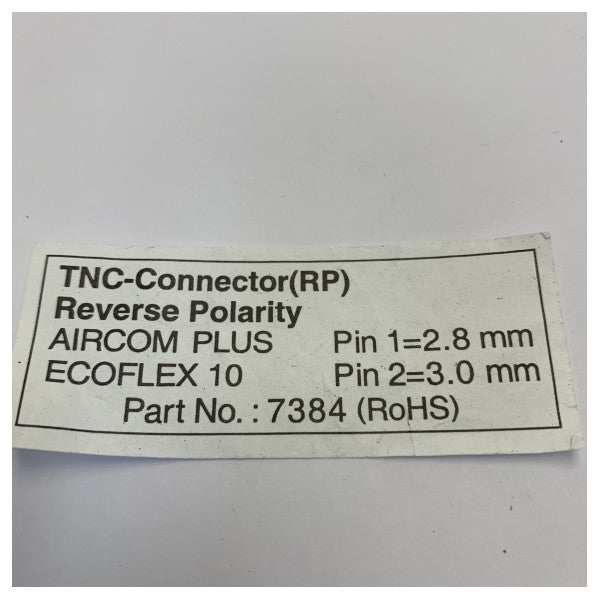 TNC-Connector(RP)
Reverse Polarity
AIRCOM PLUS Pin 1=2.8 mm
ECOFLEX 10 Pin 2=3.0 mm
Part No. : 7384 (RoHS)